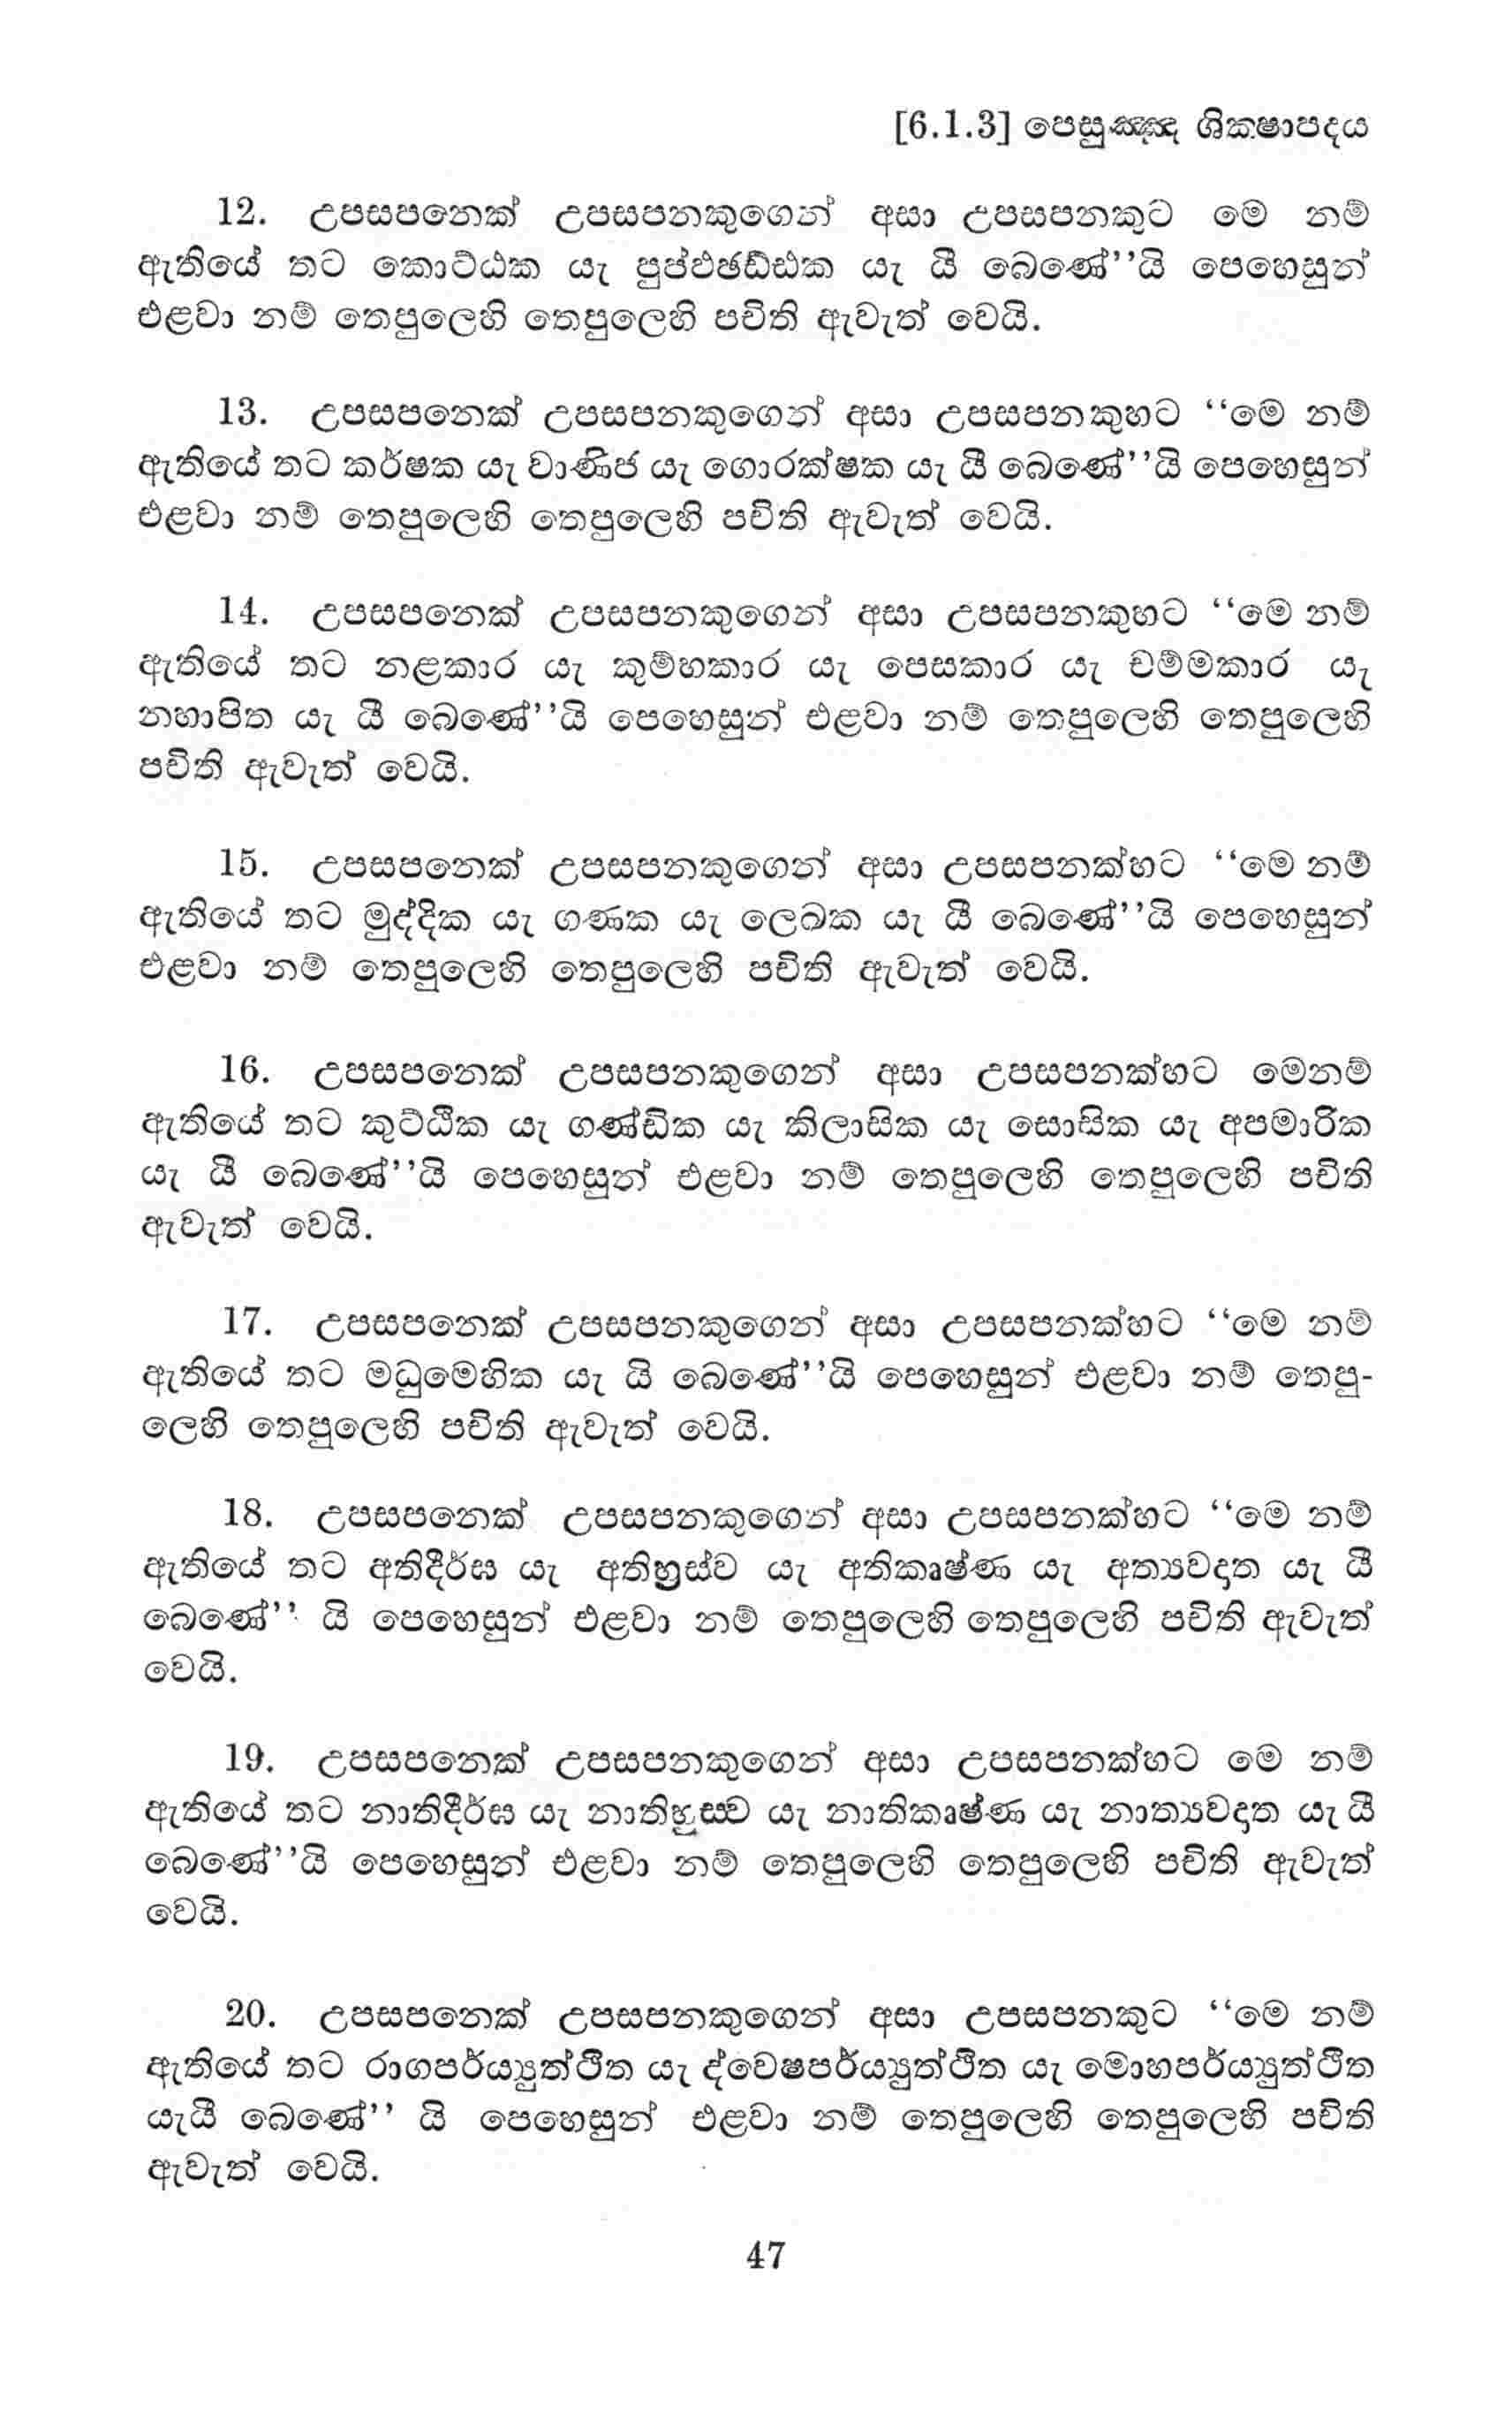 [6.1.3] පෙසුඤ්ඤ ශික්‍ෂාපදය
12. උපසපනෙක් උපසපනකුගෙන් අසා උපසපනකුට මෙ නම්
ඇතියේ තට කොට්ඨක යැ පුප්ඵඡඩ්ඪක යැ යී බෙණේ’’යි පෙහෙසුන්
එළවා නම් තෙපුලෙහි තෙපුලෙහි පචිති ඇවැත් වෙයි.
13. උපසපනෙක් උපසපනකුගෙන් අසා උපසපනකුහට ‘‘මෙ නම්
ඇතියේ තට කර්ෂක යැ වාණිජ යැ ගොරක්ෂක යැ යී බෙණේ’’යි පෙහෙසුන්
එළවා නම් තෙපුලෙහි තෙපුලෙහි පචිති ඇවැත් වෙයි.
14. උපසපනෙක් උපසපනකුගෙන් අසා උපසපනකුහට ‘‘මෙ නම්
ඇතියේ තට නළකාර යැ කුම්හකාර යැ පෙසකාර යැ චම්මකාර යැ
නහාපිත යැ යී බෙණේ’’යි පෙහෙසුන් එළවා නම් තෙපුලෙහි තෙපුලෙහි
පචිති ඇවැත් වෙයි.
15. උපසපනෙක් උපසපනකුගෙන් අසා උපසපනක්හට ‘‘මෙ නම්
ඇතියේ තට මුද්දික යැ ගණක යැ ලෙඛක යැ යී බෙණේ’’යි පෙහෙසුන්
එළවා නම් තෙපුලෙහි තෙපුලෙහි පචිති ඇවැත් වෙයි.
16. උපසපනෙක් උපසපනකුගෙන් අසා උපසපනක්හට මෙනම්
ඇතියේ තට කුට්ඨික යැ ගණ්ඩික යැ කිලාසික යැ සොසික යැ අපමාරික
යැ යී බෙණේ’’යි පෙහෙසුන් එළවා නම් තෙපුලෙහි තෙපුලෙහි පචිති
ඇවැත් වෙයි.
17. උපසපනෙක් උපසපනකුගෙන් අසා උපසපනක්හට ‘‘මෙ නම්
ඇතියේ තට මධුමෙහික යැ යි බෙණේ’’යි පෙහෙසුන් එළවා නම් තෙපු-
ලෙහි තෙපුලෙහි පචිති ඇවැත් වෙයි.
18. උපසපනෙක් උපසපනකුගෙන් අසා උපසපනක්හට ‘‘මෙ නම්
ඇතියේ තට අතිදීර්ඝ යැ අතිහ්‍රස්ව යැ අතිකෘෂ්ණ යැ අත්‍යවදාත යැ යී
බෙණේ’’ යි පෙහෙසුන් එළවා නම් තෙපුලෙහි තෙපුලෙහි පචිති ඇවැත්
වෙයි.
19. උපසපනෙක් උපසපනකුගෙන් අසා උපසපනක්හට මෙ නම්
ඇතියේ තට නාතිදීර්ඝ යැ නාතිහ්‍රස්ව යැ නාතිකෘෂ්ණ යැ නාත්‍යවදාත යැ යී
බෙණේ’’යි පෙහෙසුන් එළවා නම් තෙපුලෙහි තෙපුලෙහි පචිති ඇවැත්
වෙයි.
20. උපසපනෙක් උපසපනකුගෙන් අසා උපසපනකුට ‘‘මෙ නම්
ඇතියේ තට රාගපර්ය්‍යුත්ථිත යැ ද්වෙෂපර්ය්‍යුත්ථිත යැ මොහපර්ය්‍යුත්ථිත
යැයී බෙණේ’’ යි පෙහෙසුන් එළවා නම් තෙපුලෙහි තෙපුලෙහි පචිති
ඇවැත් වෙයි.
47